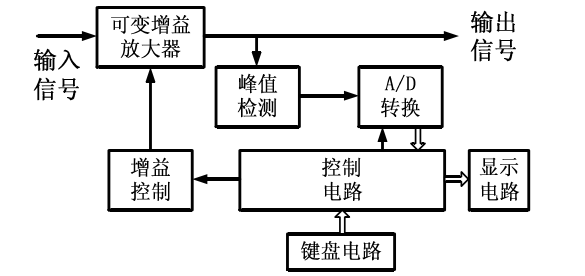 可变增益
放大器
输出
信号
输入
信号
峰值
检测
A/D
转换
增益
控制
控制
电路
显示
电路
键盘电路